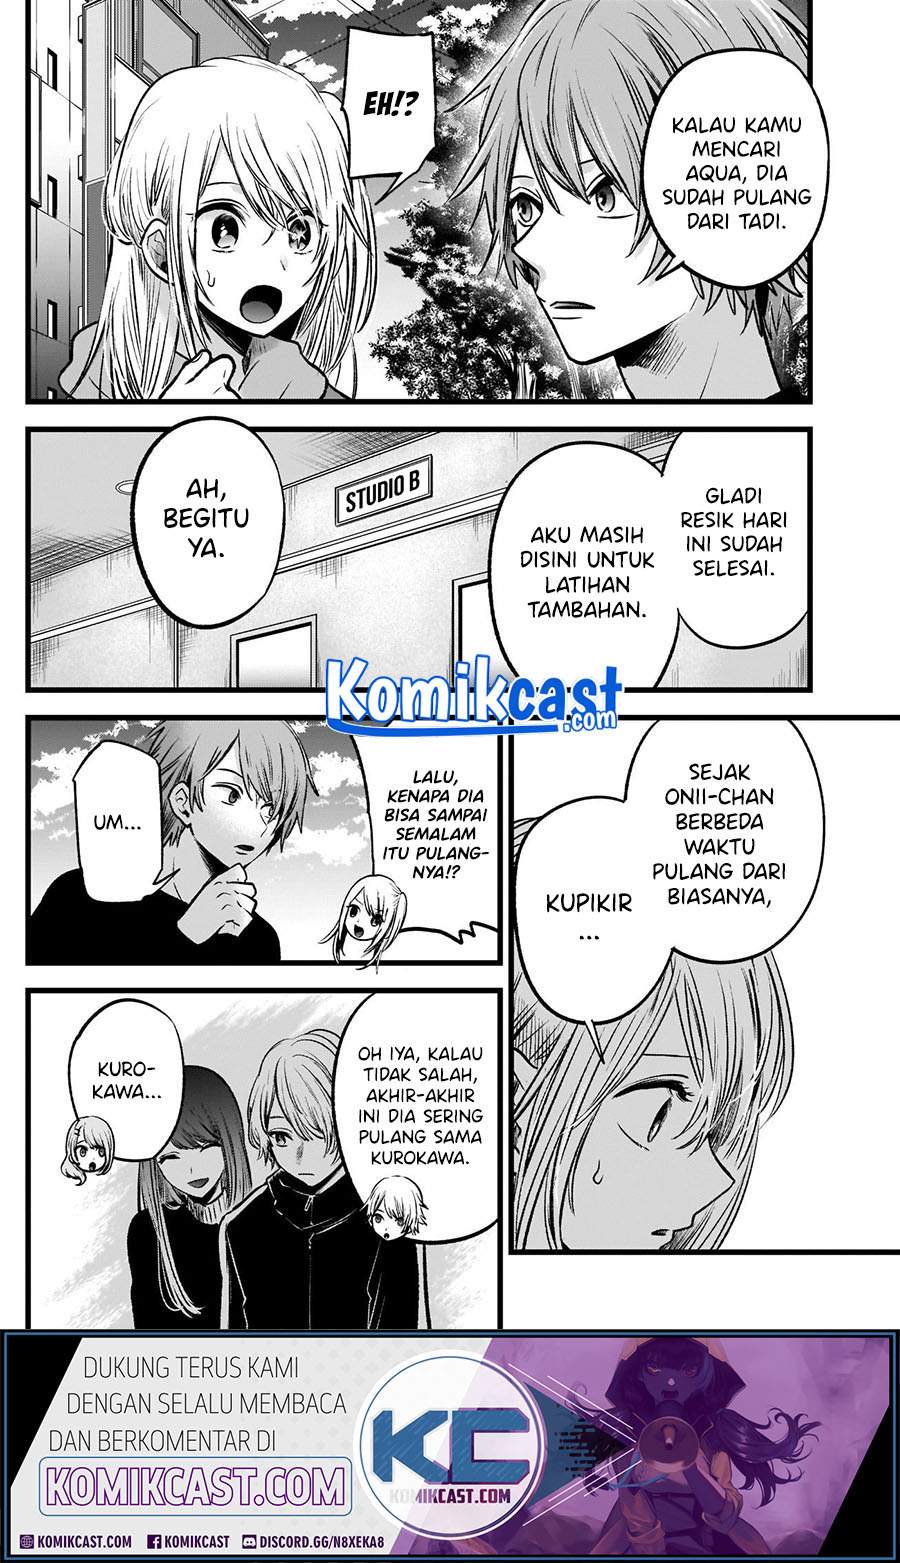 KALAU KAMU
MENCARI
AQUA, DIA
SUDAH PULANG
DARI TADI.
EH!?
GLADI
RESIK HARI
INI SUDAH
SELESAI.
AKU MASIH
DISINI UNTUK
LATIHAN
TAMBAHAN.
STUDIO B
AH,
BEGITU
YA.
Komikcast
.com
SEJAK
ONII-CHAN
BERBEDA
WAKTU
PULANG DARI
BIASANYA,
KUPIKIR
...
LALU,
KENAPA DIA
BISA SAMPAI
SEMALAM
ITU PULANG-
NYA!?
UM...
OH IYA, KALAU
TIDAK SALAH,
AKHIR-AKHIR
INI DIA SERING
PULANG SAMA
KUROKAWA.
KURO-
KAWA...
DUKUNG TERUS KAMI
DENGAN SELALU MEMBACA
DAN BERKOMENTAR DI
KOMIKCAST.COM
KC
KOMIKCAST.COM
KOMIKCAST.COM
KOMIKCAST
DISCORD.GG/N8XEKA8